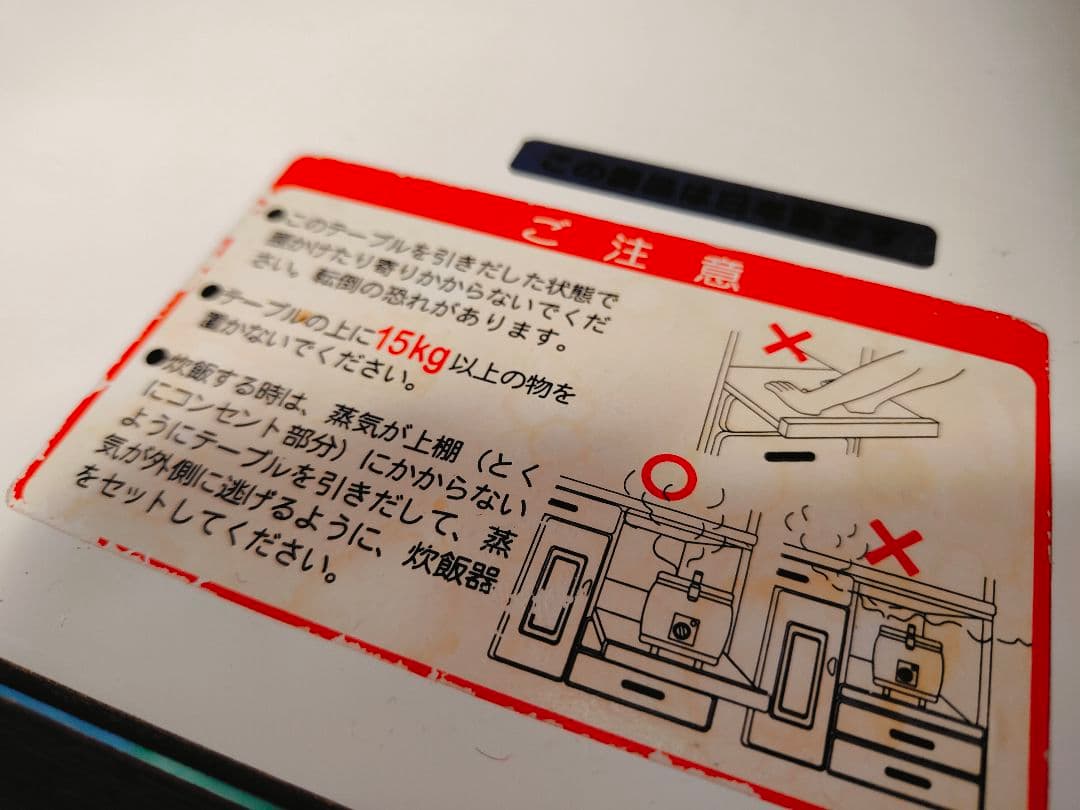 ご注意
●このテーブルを引きだした状態で
腰かけたり寄りかからないでくだ
さい。転倒の恐れがあります。
●テーブルの上に15kg以上の物を
置かないでください。
●炊飯する時は、蒸気が上棚（とく
にコンセント部分）にかからない
ようにテーブルを引きだして、蒸
気が外側に逃げるように、炊飯器
をセットしてください。